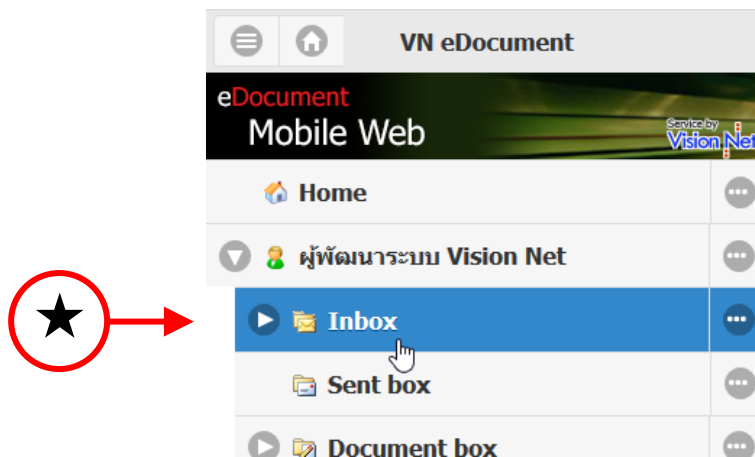 VN eDocument
eDocument
Mobile Web
Service by
Vision Net
Home
ผู้พัฒนาระบบ Vision Net
Inbox
Sent box
Document box